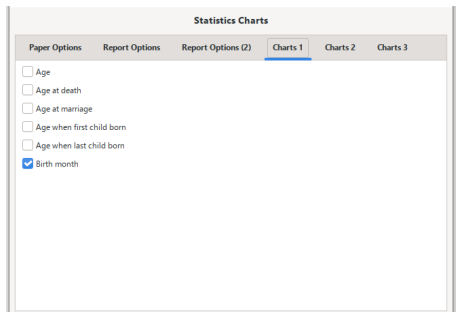 Statistics Charts
Paper Options Report Options Report Options (2) Charts 1 Charts 2 Charts 3
Age
Age at death
Age at marriage
Age when first child born
Age when last child born
Birth month